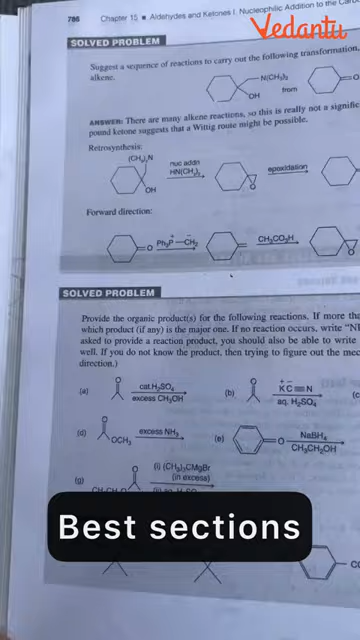 Vedantu
786 Chapter 15 ■ Aldehydes and Ketones I. Nucleophilic Addition to the Carbo
SOLVED PROBLEM
Suggest a sequence of reactions to carry out the following transformation.
alkene.
N(CH₃)₂
OH
from
O
ANSWER: There are many alkene reactions, so this is really not a signific
pound ketone suggests that a Wittig route might be possible.
Retrosynthesis:
(CH₃)₂N
OH
nuc addn
HN(CH₃)₂
O
epoxidation
Forward direction:
O
Ph₃P⁺—CH₂⁻
CH₃CO₃H
O
SOLVED PROBLEM
Provide the organic product(s) for the following reactions. If more tha
which product (if any) is the major one. If no reaction occurs, write "NR
asked to provide a reaction product, you should also be able to write
well. If you do not know the product, then trying to figure out the mec
direction.)
(a) O cat.H₂SO₄
excess CH₃OH
(b) O K⁺ C⁻≡N
aq. H₂SO₄
(c
(d) O OCH₃ excess NH₃
(e) O NaBH₄
CH₃CH₂OH
(g) O (i) (CH₃)₃CMgBr
(in excess)
Best sections